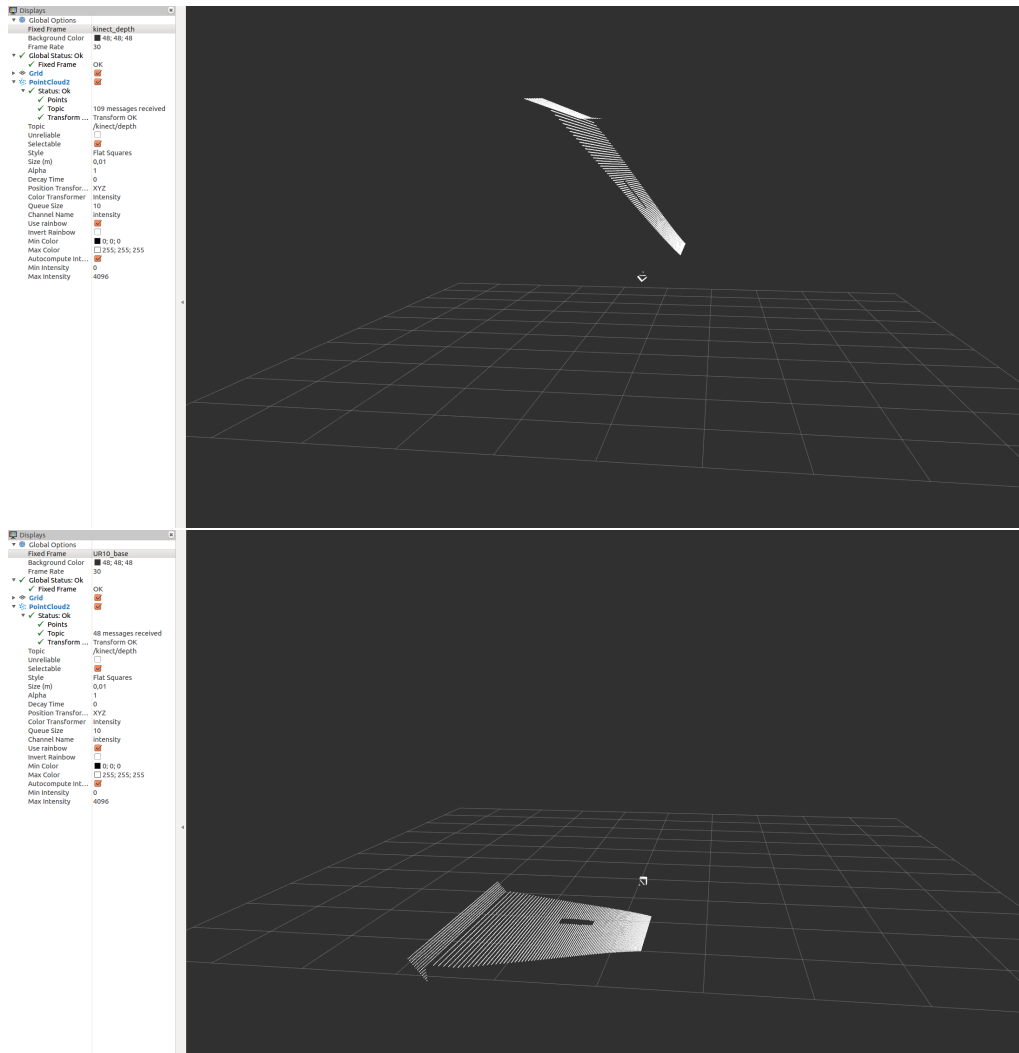 Displays
Global Options
Fixed Frame kinect_depth
Background Color 48; 48; 48
Frame Rate 30
Global Status: Ok
Fixed Frame OK
Grid
PointCloud2
Status: Ok
Points
Topic 109 messages received
Transform ... Transform OK
Topic /kinect/depth
Unreliable
Selectable
Style Flat Squares
Size (m) 0,01
Alpha 1
Decay Time 0
Position Transfor... XYZ
Color Transformer Intensity
Queue Size 10
Channel Name intensity
Use rainbow
Invert Rainbow
Min Color 0; 0; 0
Max Color 255; 255; 255
Autocompute Int...
Min Intensity 0
Max Intensity 4096
Displays
Global Options
Fixed Frame UR10_base
Background Color 48; 48; 48
Frame Rate 30
Global Status: Ok
Fixed Frame OK
Grid
PointCloud2
Status: Ok
Points
Topic 48 messages received
Transform ... Transform OK
Topic /kinect/depth
Unreliable
Selectable
Style Flat Squares
Size (m) 0,01
Alpha 1
Decay Time 0
Position Transfor... XYZ
Color Transformer Intensity
Queue Size 10
Channel Name intensity
Use rainbow
Invert Rainbow
Min Color 0; 0; 0
Max Color 255; 255; 255
Autocompute Int...
Min Intensity 0
Max Intensity 4096